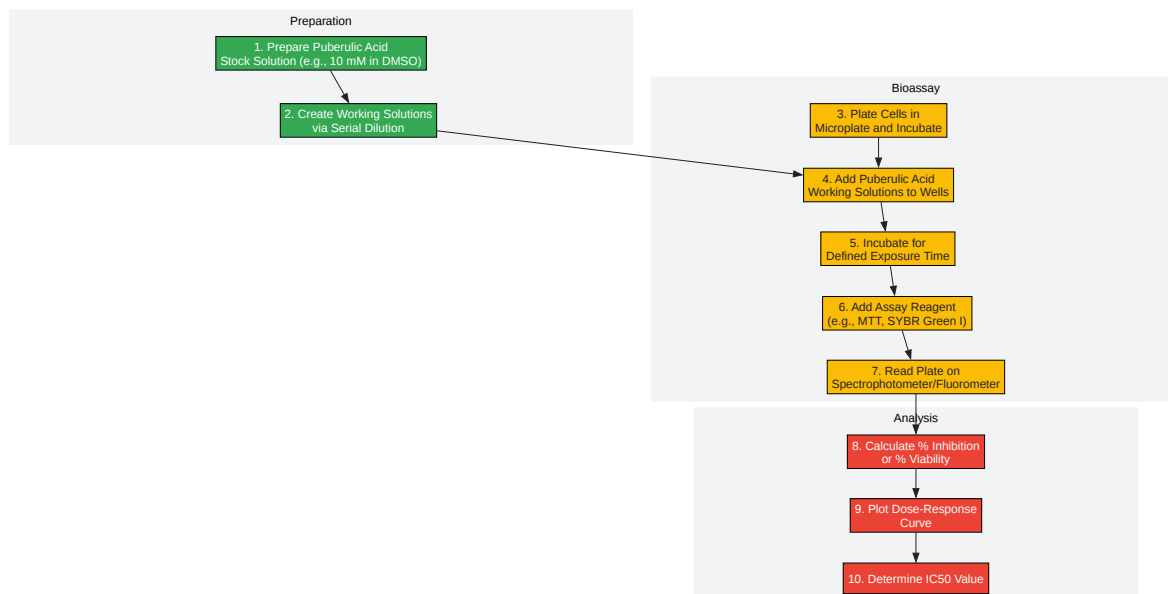 Preparation
1. Prepare Puberulic Acid
Stock Solution (e.g., 10 mM in DMSO)
2. Create Working Solutions
via Serial Dilution
Bioassay
3. Plate Cells in
Microplate and Incubate
4. Add Puberulic Acid
Working Solutions to Wells
5. Incubate for
Defined Exposure Time
6. Add Assay Reagent
(e.g., MTT, SYBR Green I)
7. Read Plate on
Spectrophotometer/Fluorometer
Analysis
8. Calculate % Inhibition
or % Viability
9. Plot Dose-Response
Curve
10. Determine IC50 Value